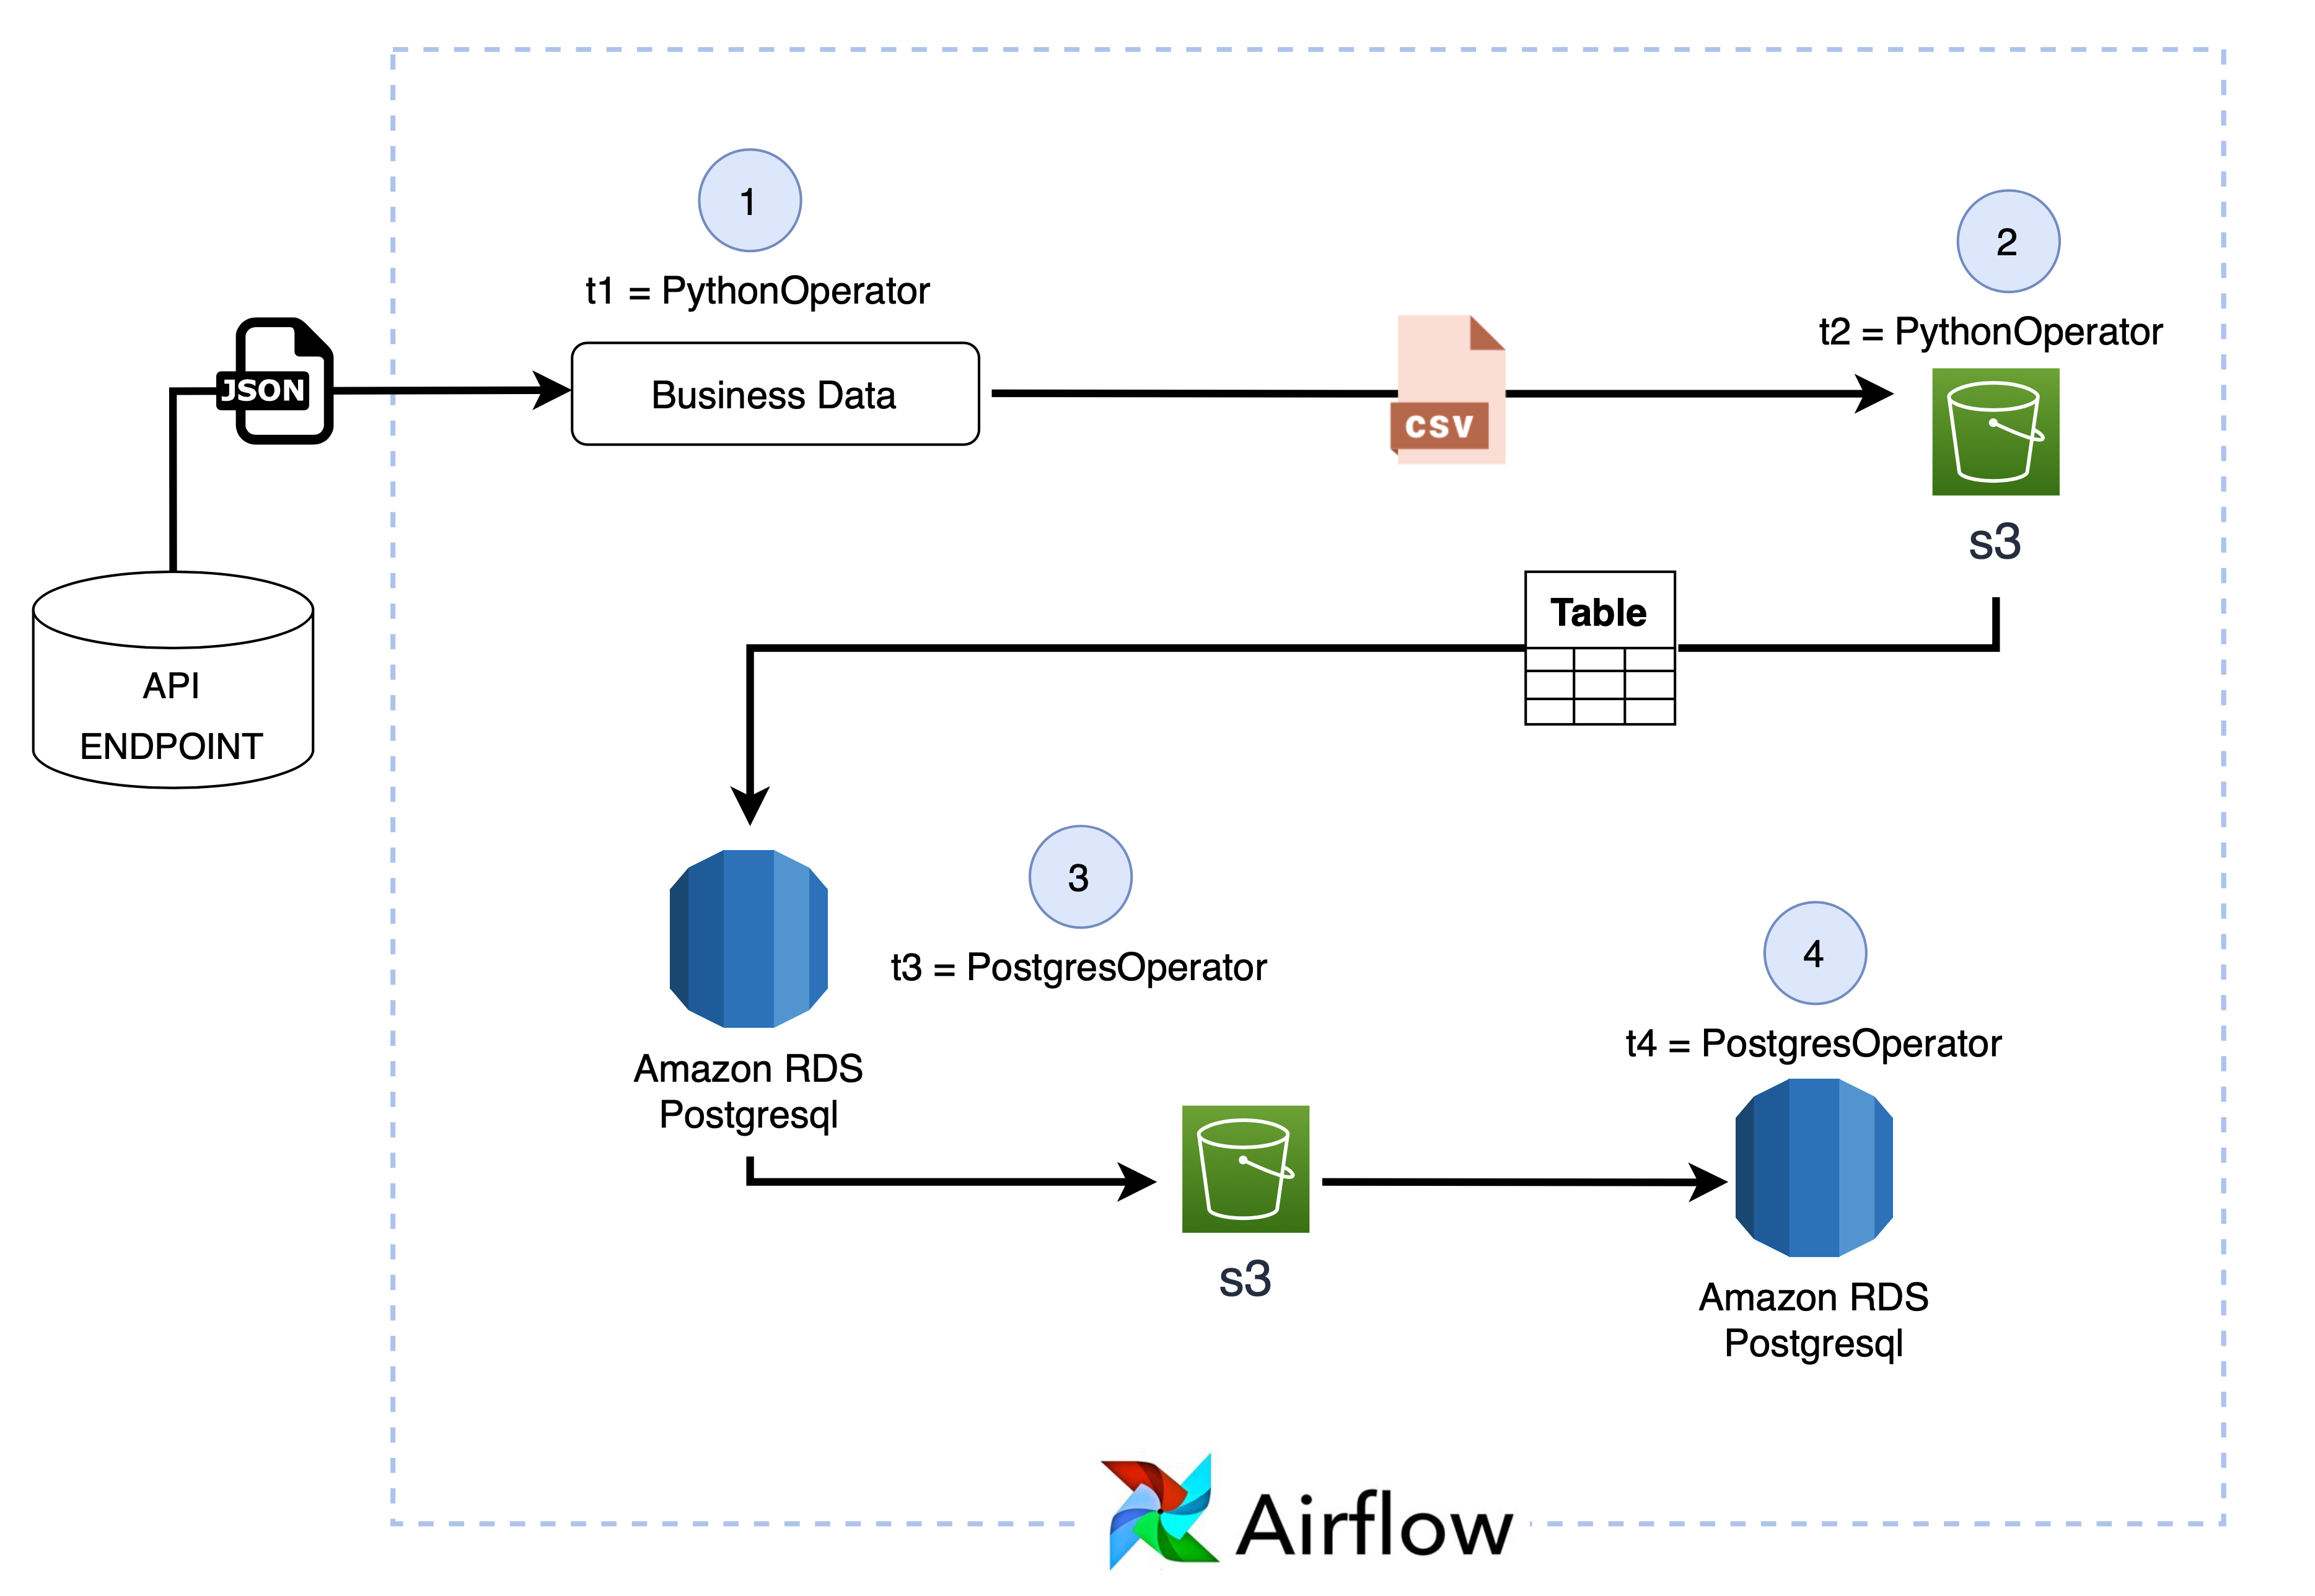 1
t1 = PythonOperator
2
t2 = PythonOperator
JSON
Business Data
csv
s3
Table
API
ENDPOINT
3
t3 = PostgresOperator
4
t4 = PostgresOperator
Amazon RDS
Postgresql
s3
Amazon RDS
Postgresql
Airflow